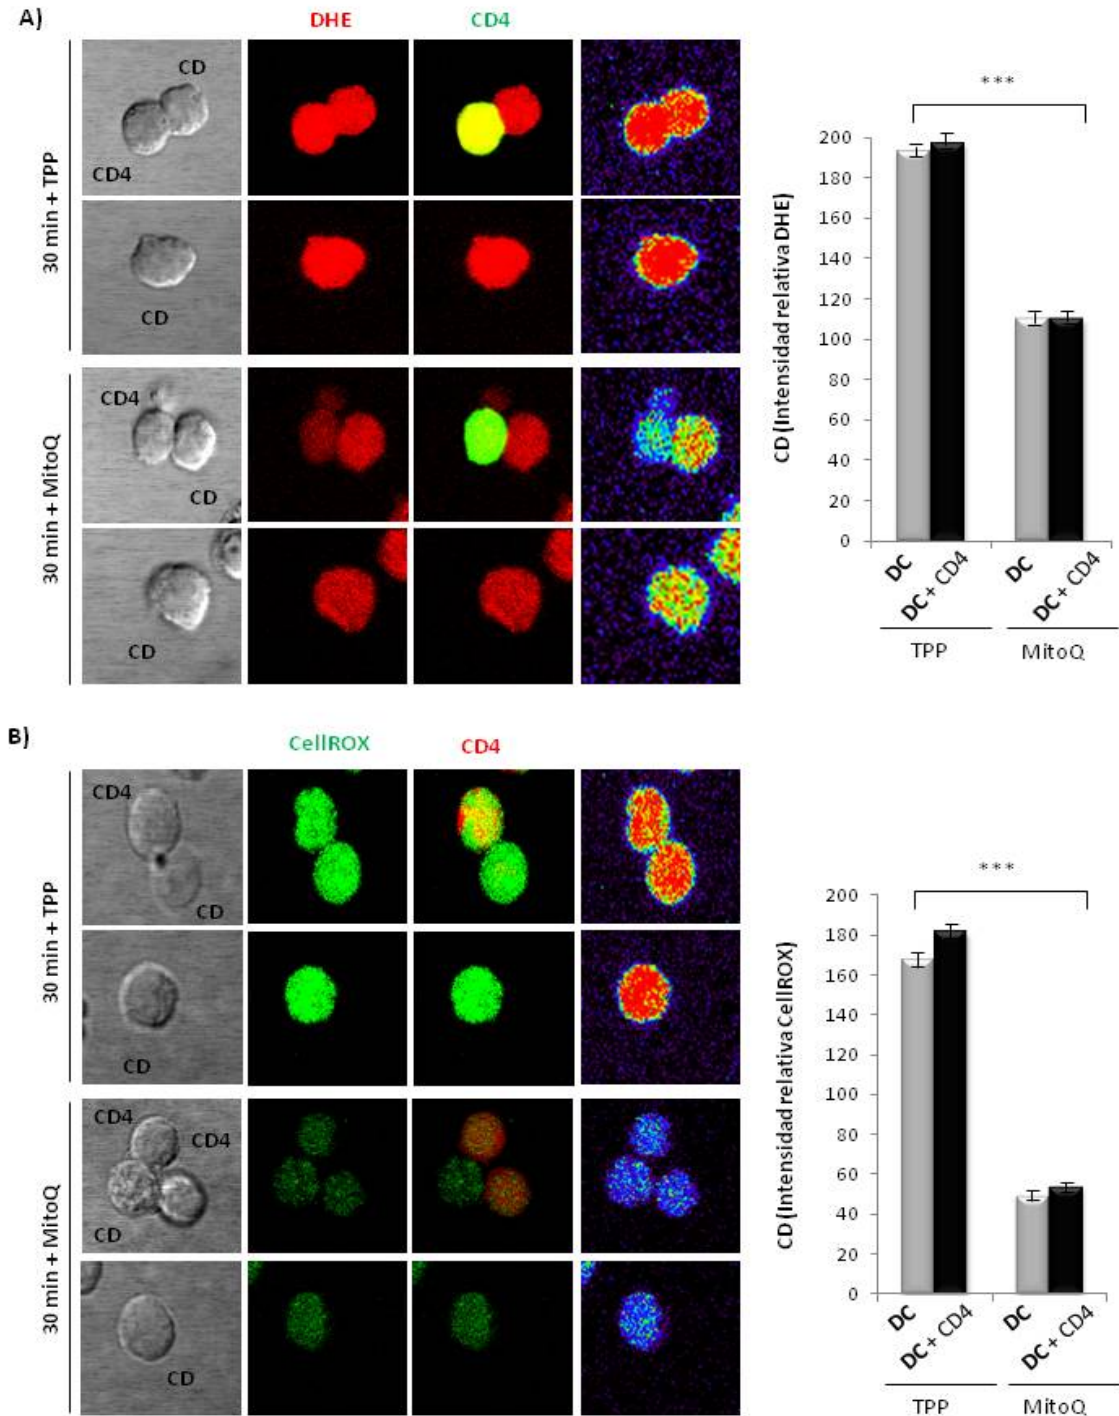 A)
DHE
CD4
30 min + TPP
CD
CD4
CD
30 min + MitoQ
CD4
CD
CD
***
CD (Intensidad relativa DHE)
200
180
160
140
120
100
80
60
40
20
0
DC
DC + CD4
DC
DC + CD4
TPP
MitoQ
B)
CellROX
CD4
30 min + TPP
CD4
CD
CD
30 min + MitoQ
CD4
CD4
CD
CD
***
CD (Intensidad relativa CellROX)
200
180
160
140
120
100
80
60
40
20
0
DC
DC + CD4
DC
DC + CD4
TPP
MitoQ